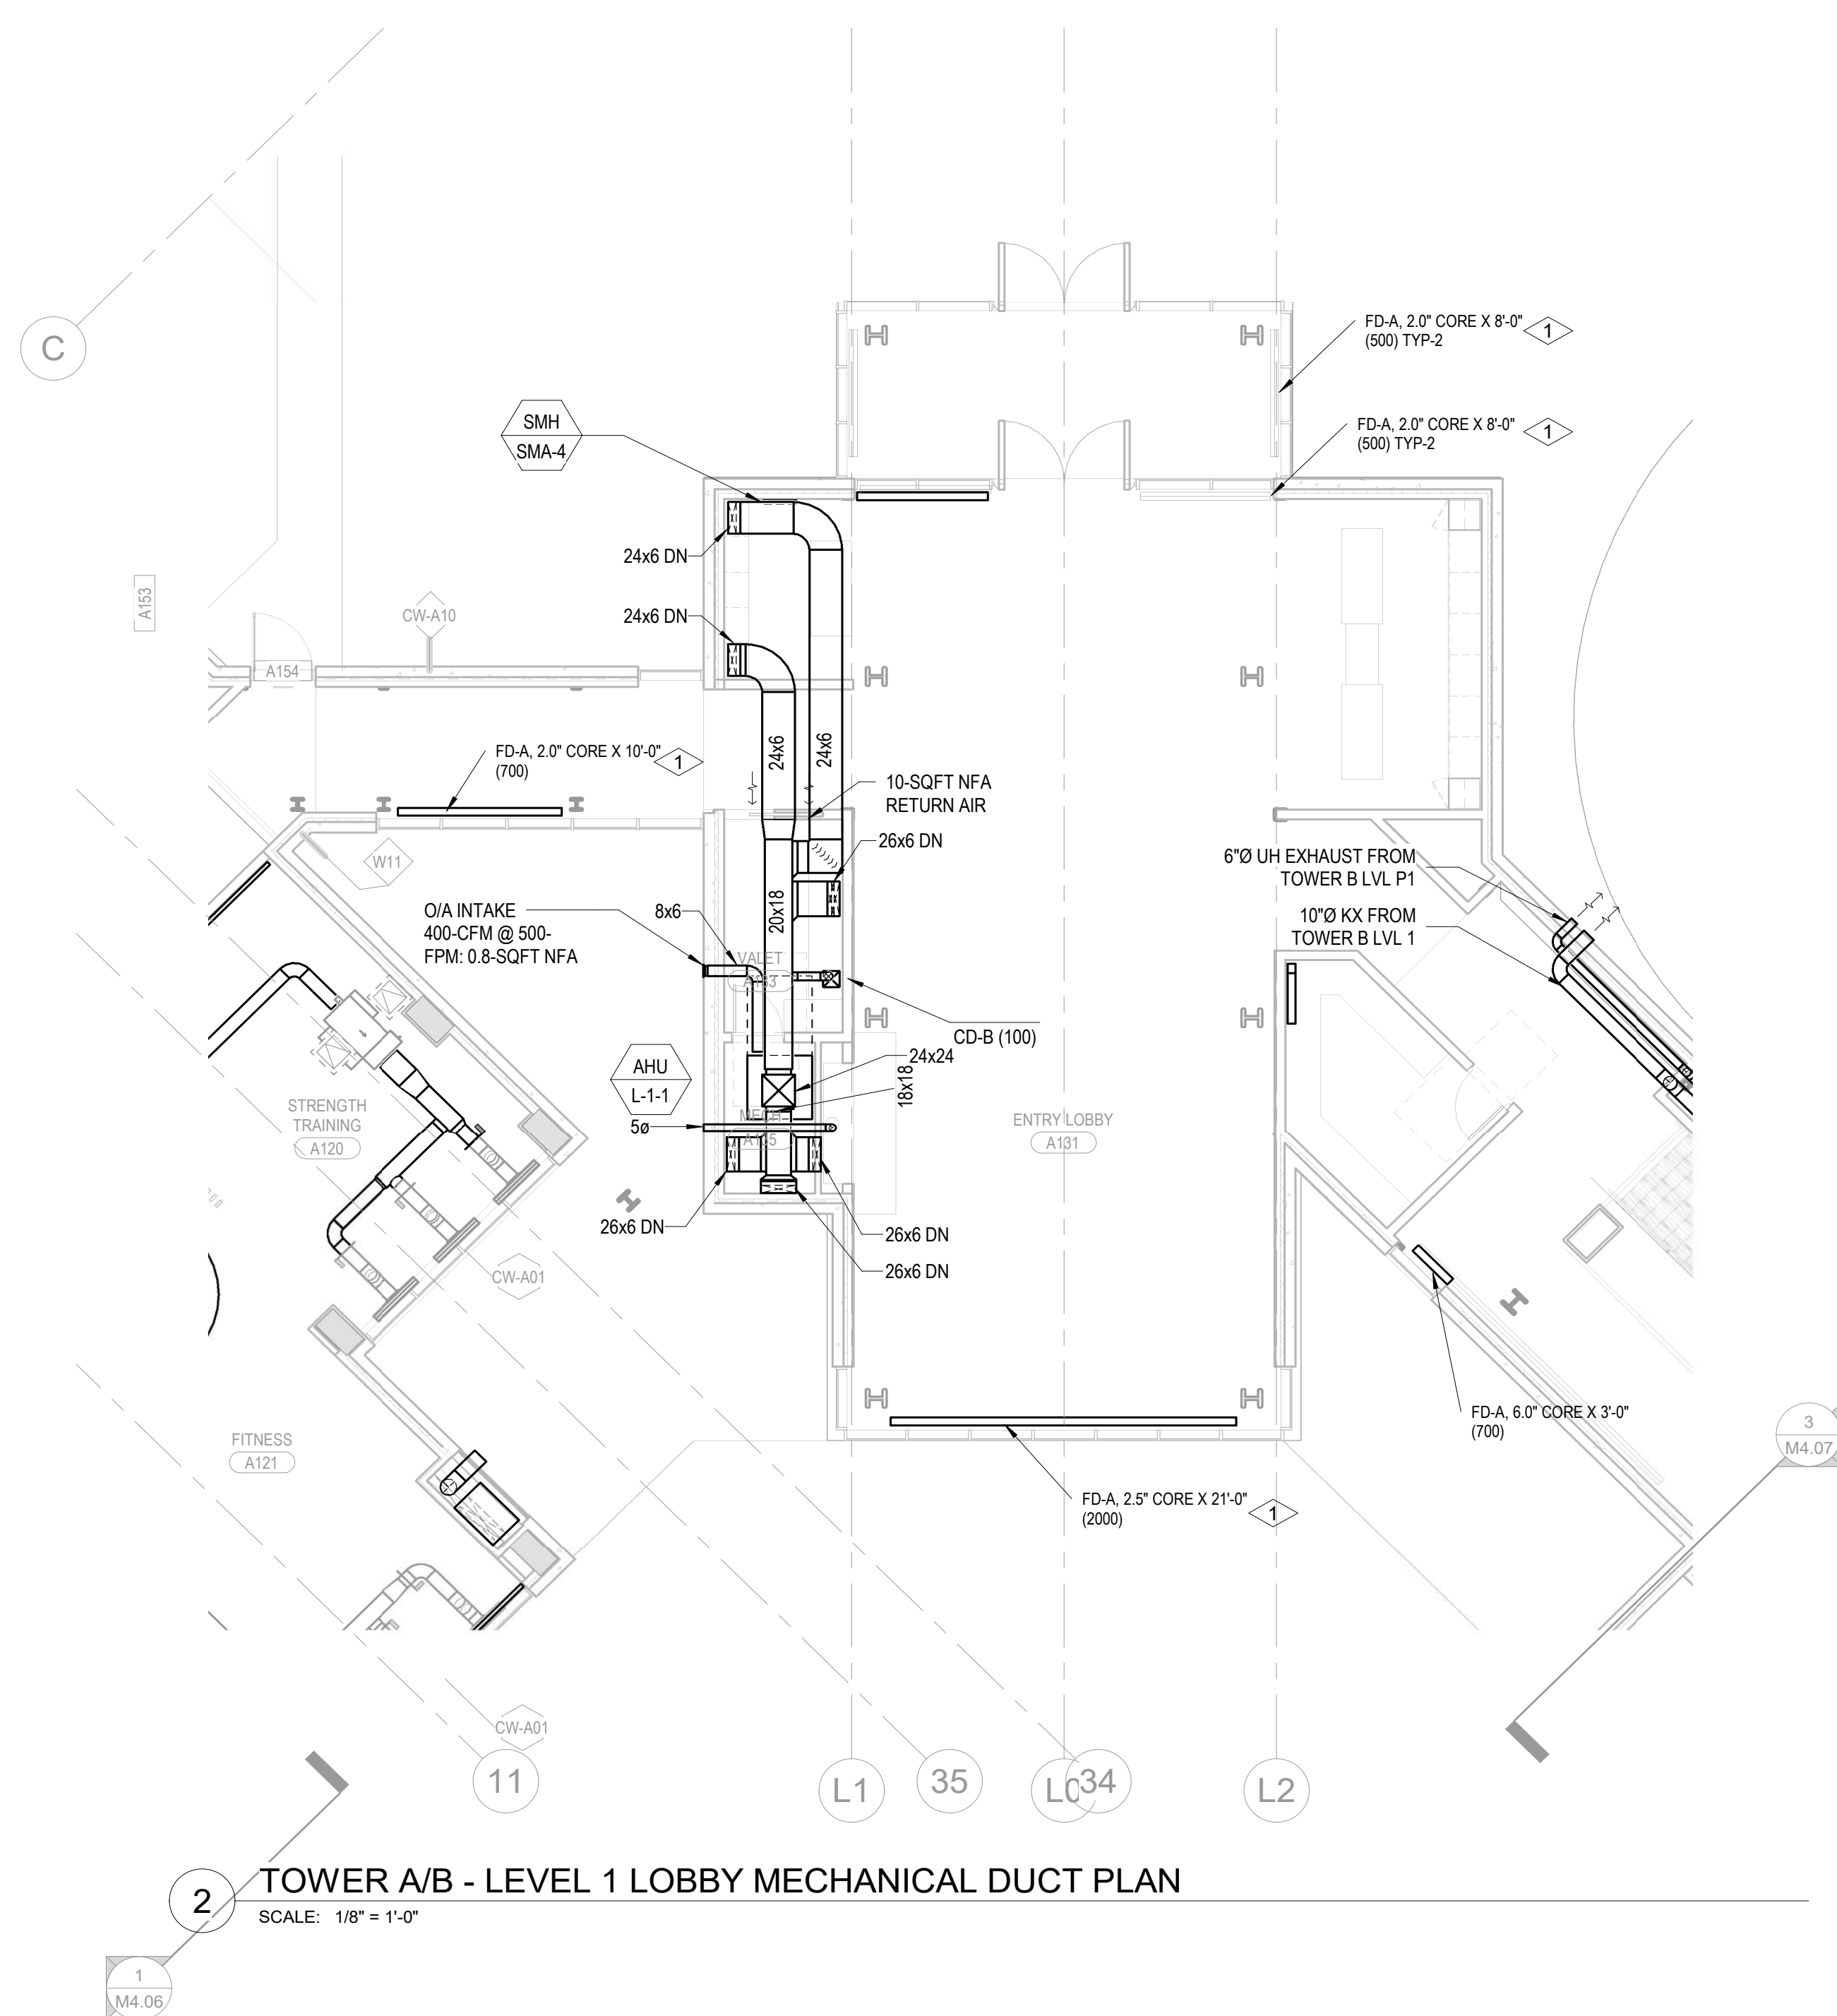 C
FD-A, 2.0" CORE X 8'-0"
(500) TYP-2
1
SMH
SMA-4
FD-A, 2.0" CORE X 8'-0"
(500) TYP-2
1
24x6 DN
A153
CW-A10
24x6 DN
A154
FD-A, 2.0" CORE X 10'-0"
(700)
1
24x6
24x6
10-SQFT NFA
RETURN AIR
26x6 DN
W11
6"Ø UH EXHAUST FROM
TOWER B LVL P1
O/A INTAKE
400-CFM @ 500-
FPM: 0.8-SQFT NFA
8x6
20x18
10"Ø KX FROM
TOWER B LVL 1
VALET
CD-B (100)
24x24
18x18
AHU
L-1-1
5ø
MECH
STRENGTH
TRAINING
A120
ENTRY LOBBY
A131
26x6 DN
26x6 DN
26x6 DN
CW-A01
FD-A, 6.0" CORE X 3'-0"
(700)
3
M4.07
FITNESS
A121
FD-A, 2.5" CORE X 21'-0"
(2000)
1
CW-A01
11
L1
35
L0
34
L2
2
TOWER A/B - LEVEL 1 LOBBY MECHANICAL DUCT PLAN
SCALE: 1/8" = 1'-0"
1
M4.06